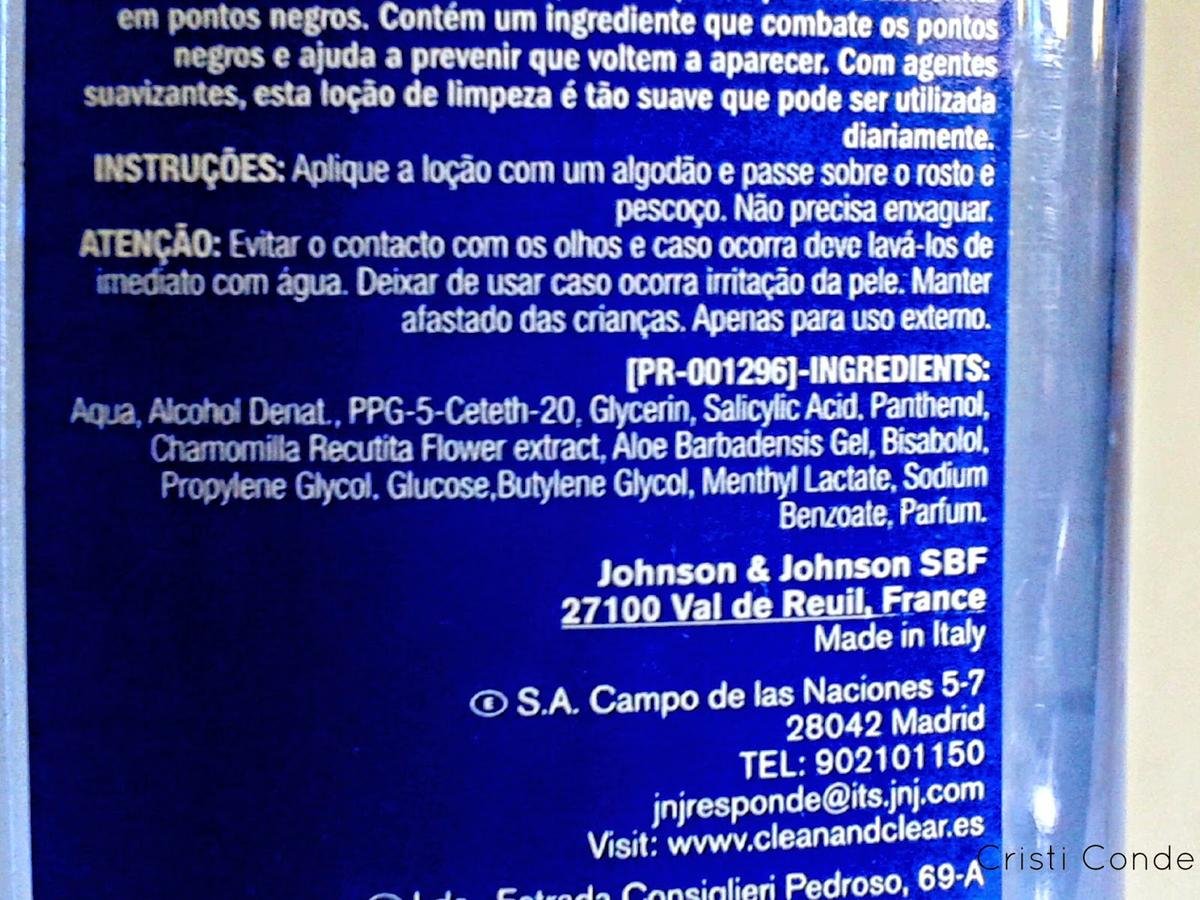 em pontos negros. Contém um ingrediente que combate os pontos
negros e ajuda a prevenir que voltem a aparecer. Com agentes
suavizantes, esta loção de limpeza é tão suave que pode ser utilizada
diariamente.
INSTRUÇÕES: Aplique a loção com um algodão e passe sobre o rosto e
pescoço. Não precisa enxaguar.
ATENÇÃO: Evitar o contacto com os olhos e caso ocorra deve lavá-los de
imediato com água. Deixar de usar caso ocorra irritação da pele. Manter
afastado das crianças. Apenas para uso externo.
[PR-001296]-INGREDIENTS:
Aqua, Alcohol Denat., PPG-5-Ceteth-20, Glycerin, Salicylic Acid, Panthenol,
Chamomilla Recutita Flower extract, Aloe Barbadensis Gel, Bisabolol,
Propylene Glycol. Glucose,Butylene Glycol, Menthyl Lactate, Sodium
Benzoate, Parfum.
Johnson & Johnson SBF
27100 Val de Reuil, France
Made in Italy
E S.A. Campo de las Naciones 5-7
28042 Madrid
TEL: 902101150
jnjresponde@its.jnj.com
Visit: www.cleanandclear.es
Lda. Estrada Consiglieri Pedroso, 69-A
Cristi Conde